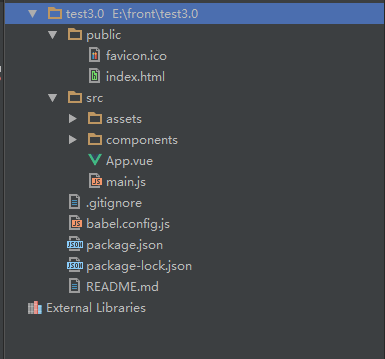 test3.0 E:\front\test3.0
public
favicon.ico
index.html
src
assets
components
App.vue
main.js
.gitignore
babel.config.js
package.json
package-lock.json
README.md
External Libraries